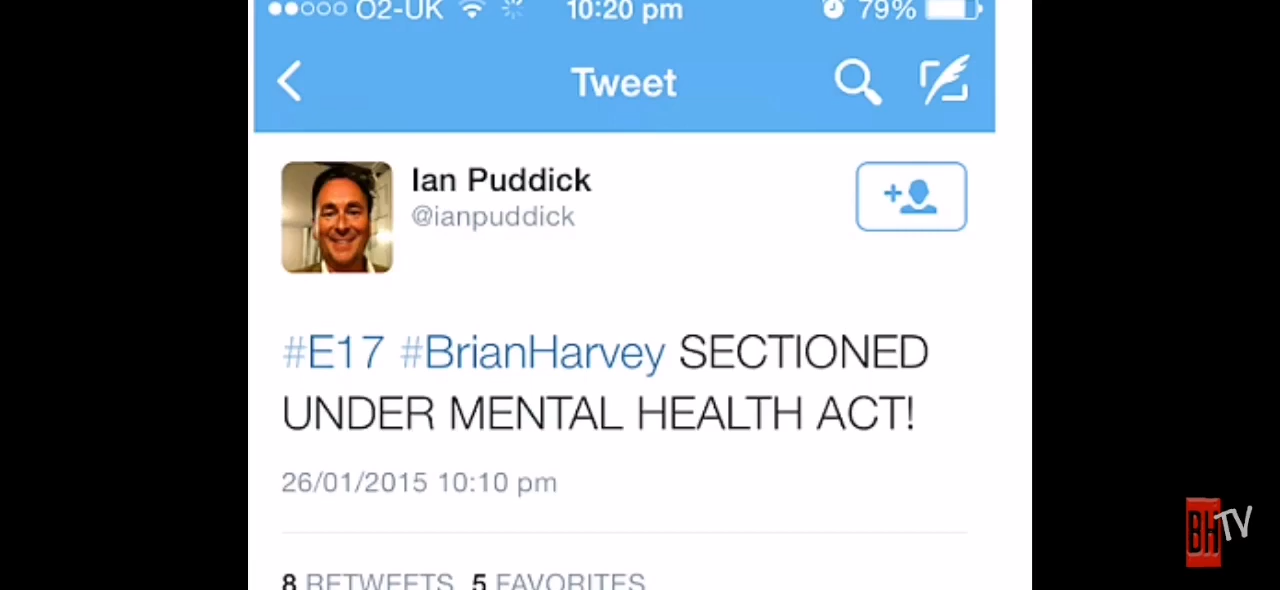 O2-UK 10:20 pm 79%
Tweet
Ian Puddick
@ianpuddick
#E17 #BrianHarvey SECTIONED
UNDER MENTAL HEALTH ACT!
26/01/2015 10:10 pm
8 RETWEETS 5 FAVORITES
BHTV